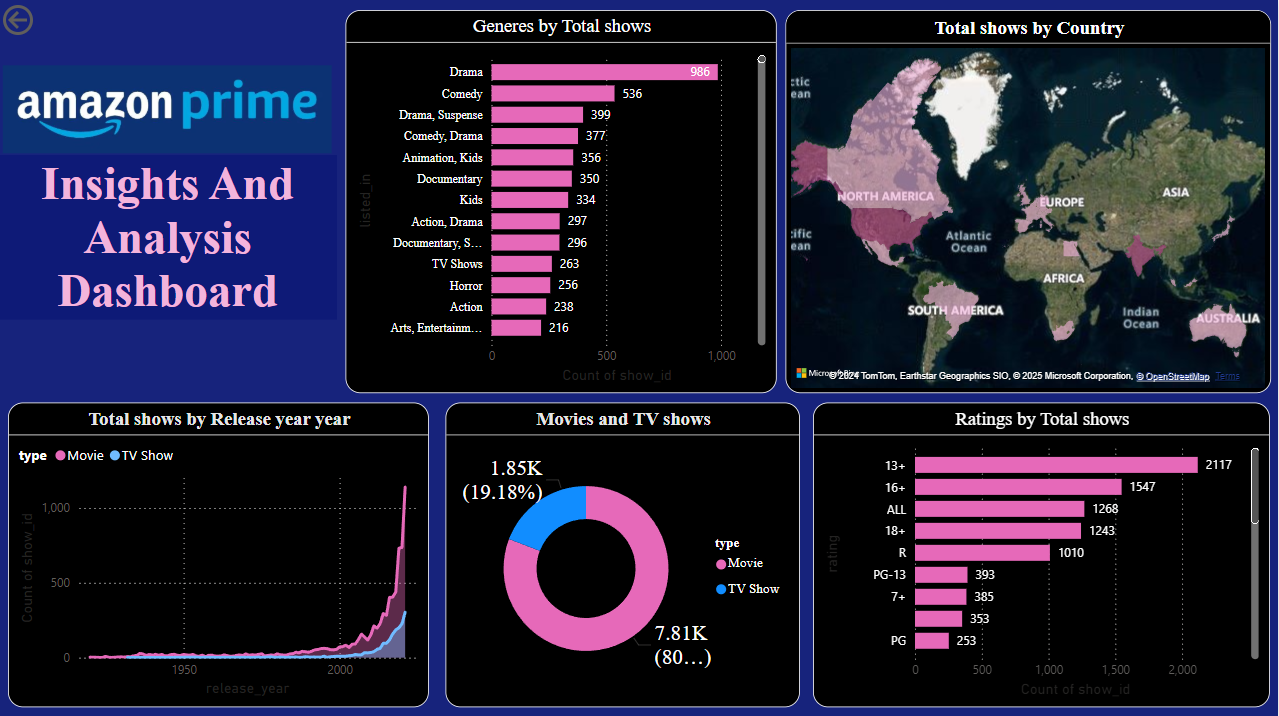 amazon prime
Insights And
Analysis
Dashboard
Generes by Total shows
listed_in
Drama 986
Comedy 536
Drama, Suspense 399
Comedy, Drama 377
Animation, Kids 356
Documentary 350
Kids 334
Action, Drama 297
Documentary, S... 296
TV Shows 263
Horror 256
Action 238
Arts, Entertainm... 216
0 500 1,000
Count of show_id
Total shows by Country
ctic
ean
NORTH AMERICA
EUROPE
ASIA
cific
ean
Atlantic
Ocean
AFRICA
SOUTH AMERICA
Indian
Ocean
AUSTRALIA
© 2024 TomTom, Earthstar Geographics SIO, © 2025 Microsoft Corporation, © OpenStreetMap Terms
Total shows by Release year year
type Movie TV Show
Count of show_id
1,000
500
0
1950 2000
release_year
Movies and TV shows
1.85K
(19.18%)
type
Movie
TV Show
7.81K
(80...)
Ratings by Total shows
rating
13+ 2117
16+ 1547
ALL 1268
18+ 1243
R 1010
PG-13 393
7+ 385
353
PG 253
0 500 1,000 1,500 2,000
Count of show_id